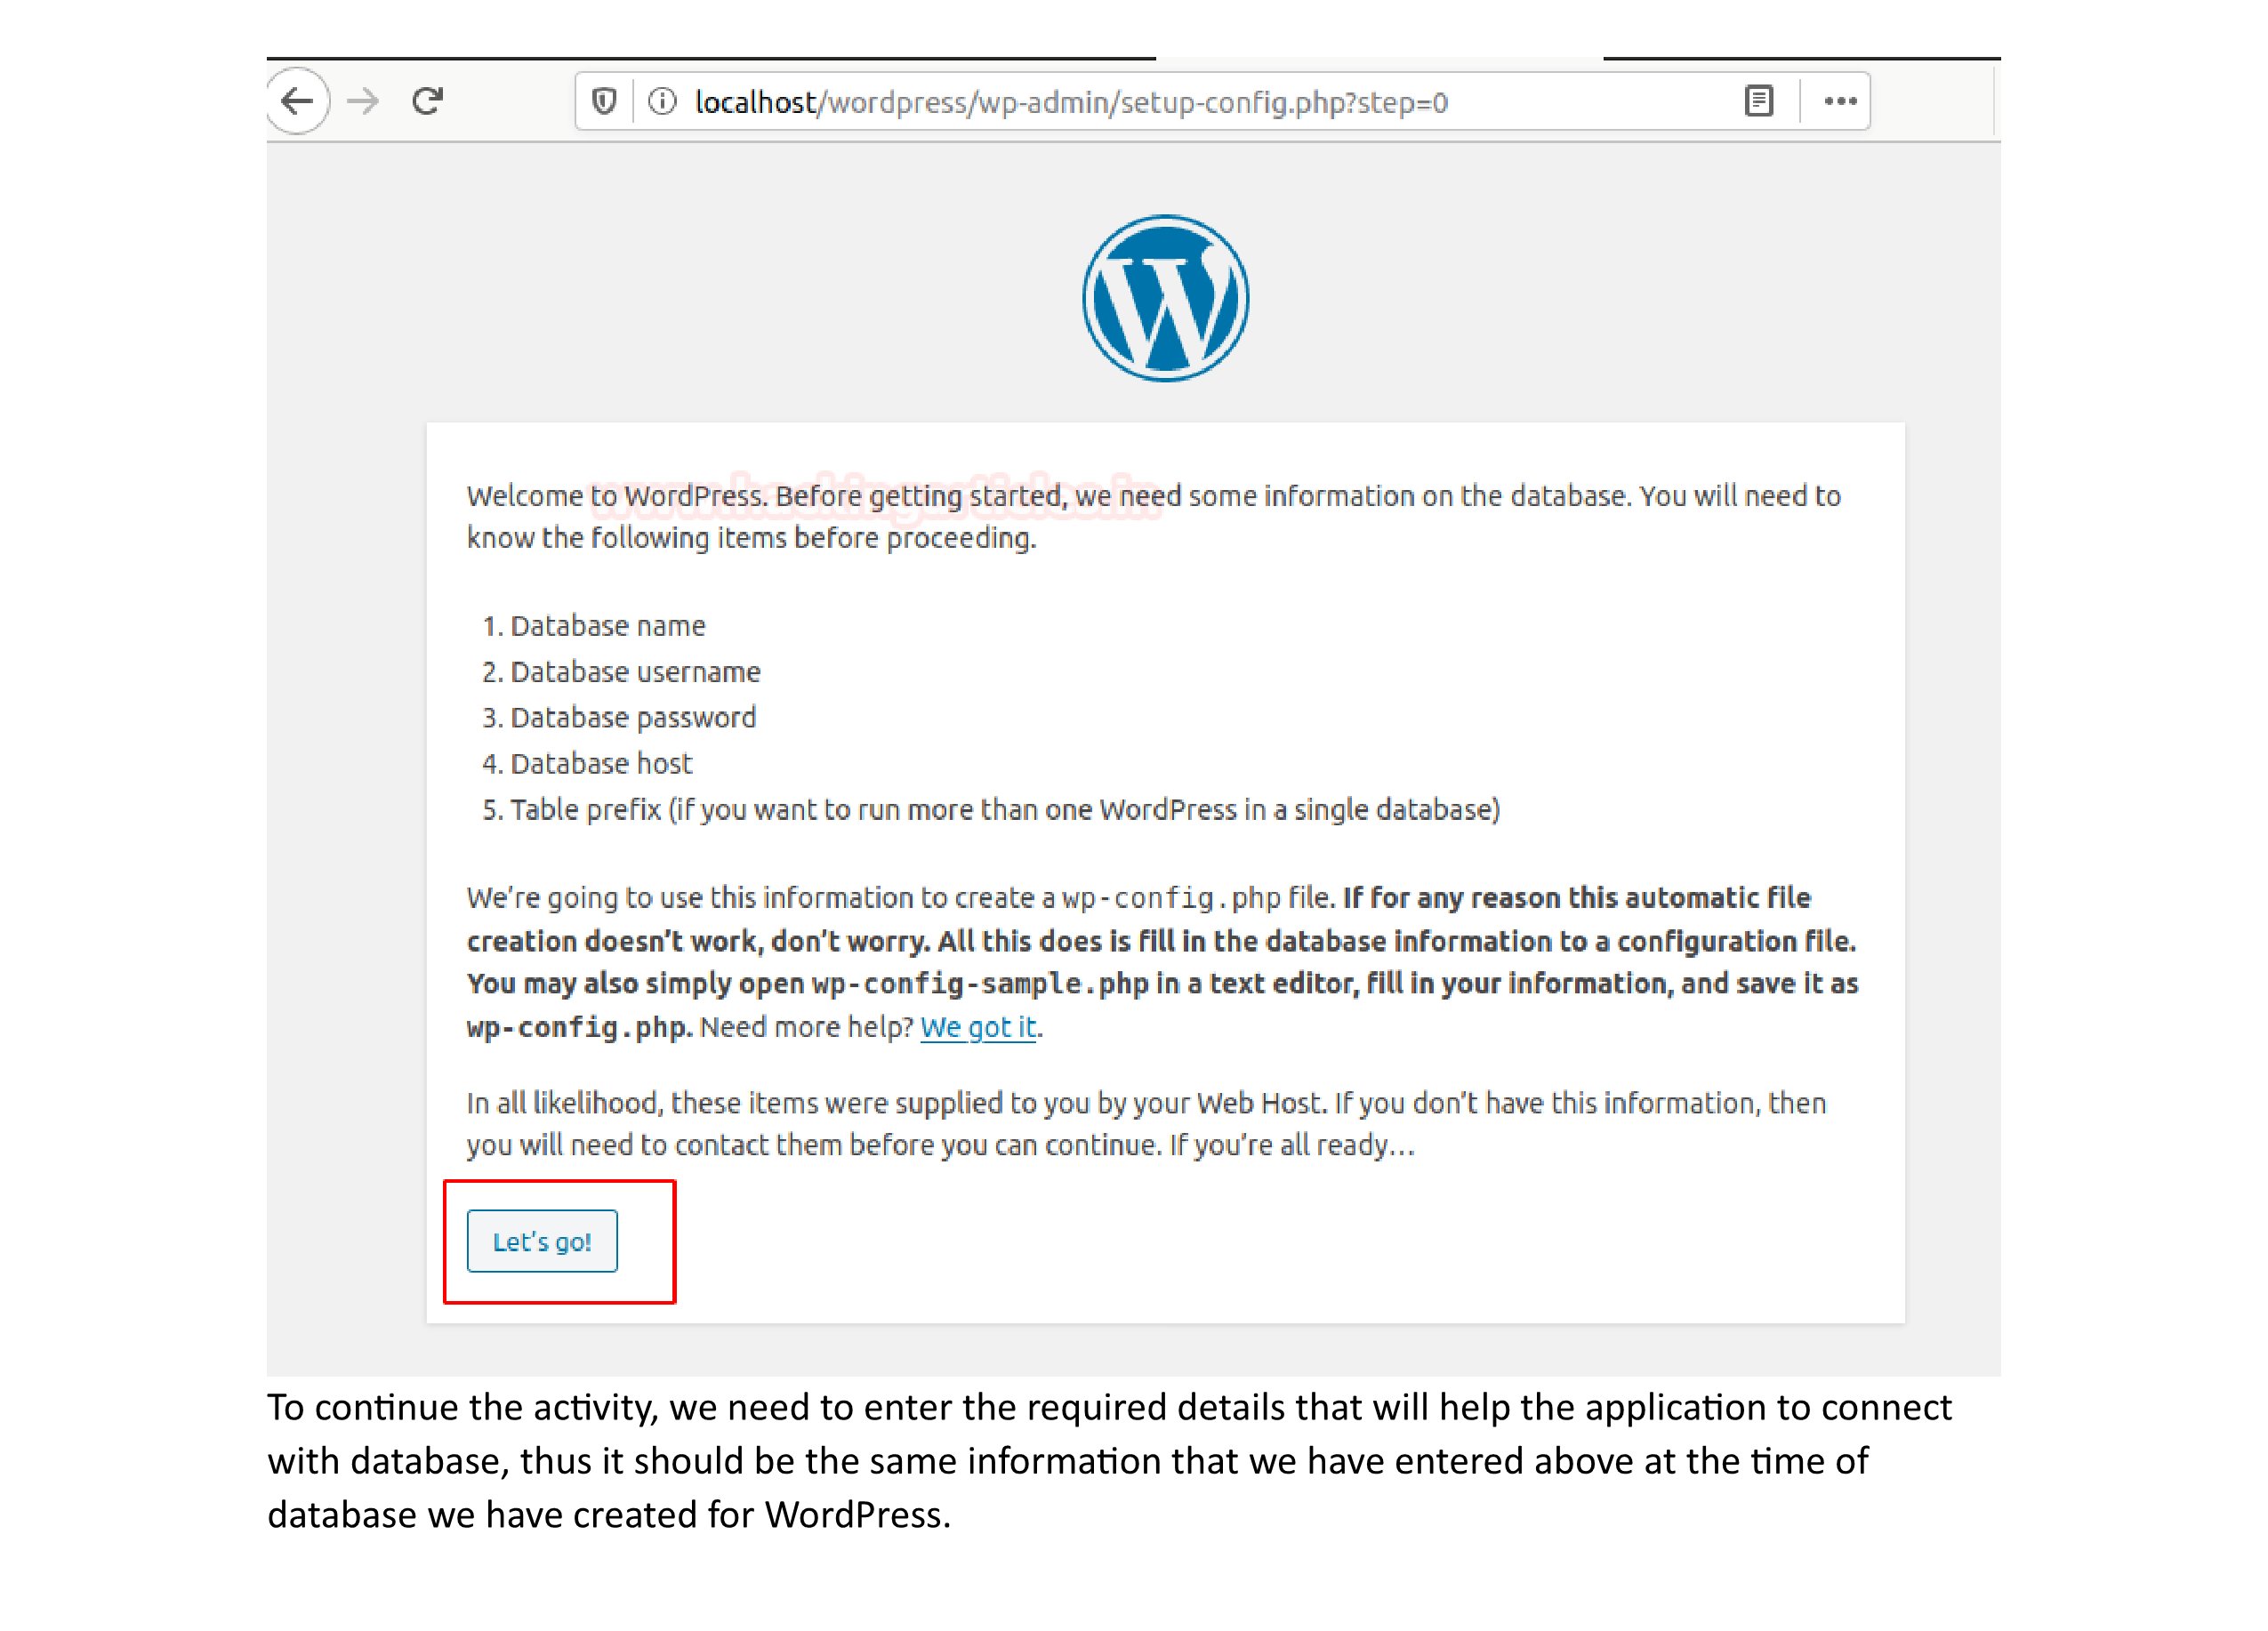 localhost/wordpress/wp-admin/setup-config.php?step=0
www.hackingarticles.in
Welcome to WordPress. Before getting started, we need some information on the database. You will need to
know the following items before proceeding.
1. Database name
2. Database username
3. Database password
4. Database host
5. Table prefix (if you want to run more than one WordPress in a single database)
We’re going to use this information to create a wp-config.php file. If for any reason this automatic file
creation doesn’t work, don’t worry. All this does is fill in the database information to a configuration file.
You may also simply open wp-config-sample.php in a text editor, fill in your information, and save it as
wp-config.php. Need more help? We got it.
In all likelihood, these items were supplied to you by your Web Host. If you don’t have this information, then
you will need to contact them before you can continue. If you’re all ready…
Let’s go!
To continue the activity, we need to enter the required details that will help the application to connect
with database, thus it should be the same information that we have entered above at the time of
database we have created for WordPress.